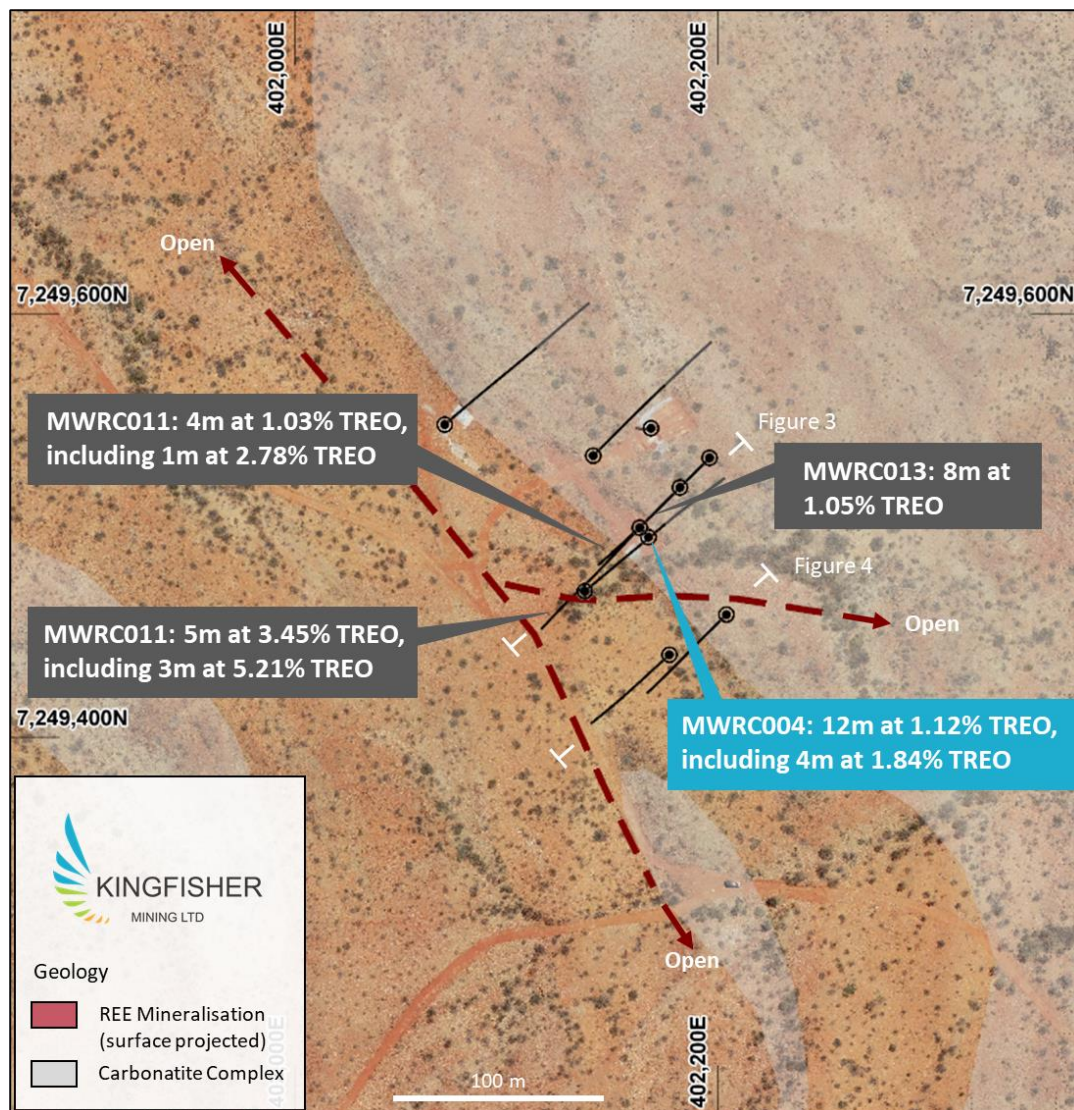 402,000E
402,200E
Open
7,249,600N
7,249,600N
MWRC011: 4m at 1.03% TREO,
including 1m at 2.78% TREO
Figure 3
MWRC013: 8m at
1.05% TREO
Figure 4
Open
MWRC011: 5m at 3.45% TREO,
including 3m at 5.21% TREO
7,249,400N
MWRC004: 12m at 1.12% TREO,
including 4m at 1.84% TREO
KINGFISHER
MINING LTD
Open
Geology
REE Mineralisation
(surface projected)
Carbonatite Complex
402,000E
402,200E
100 m